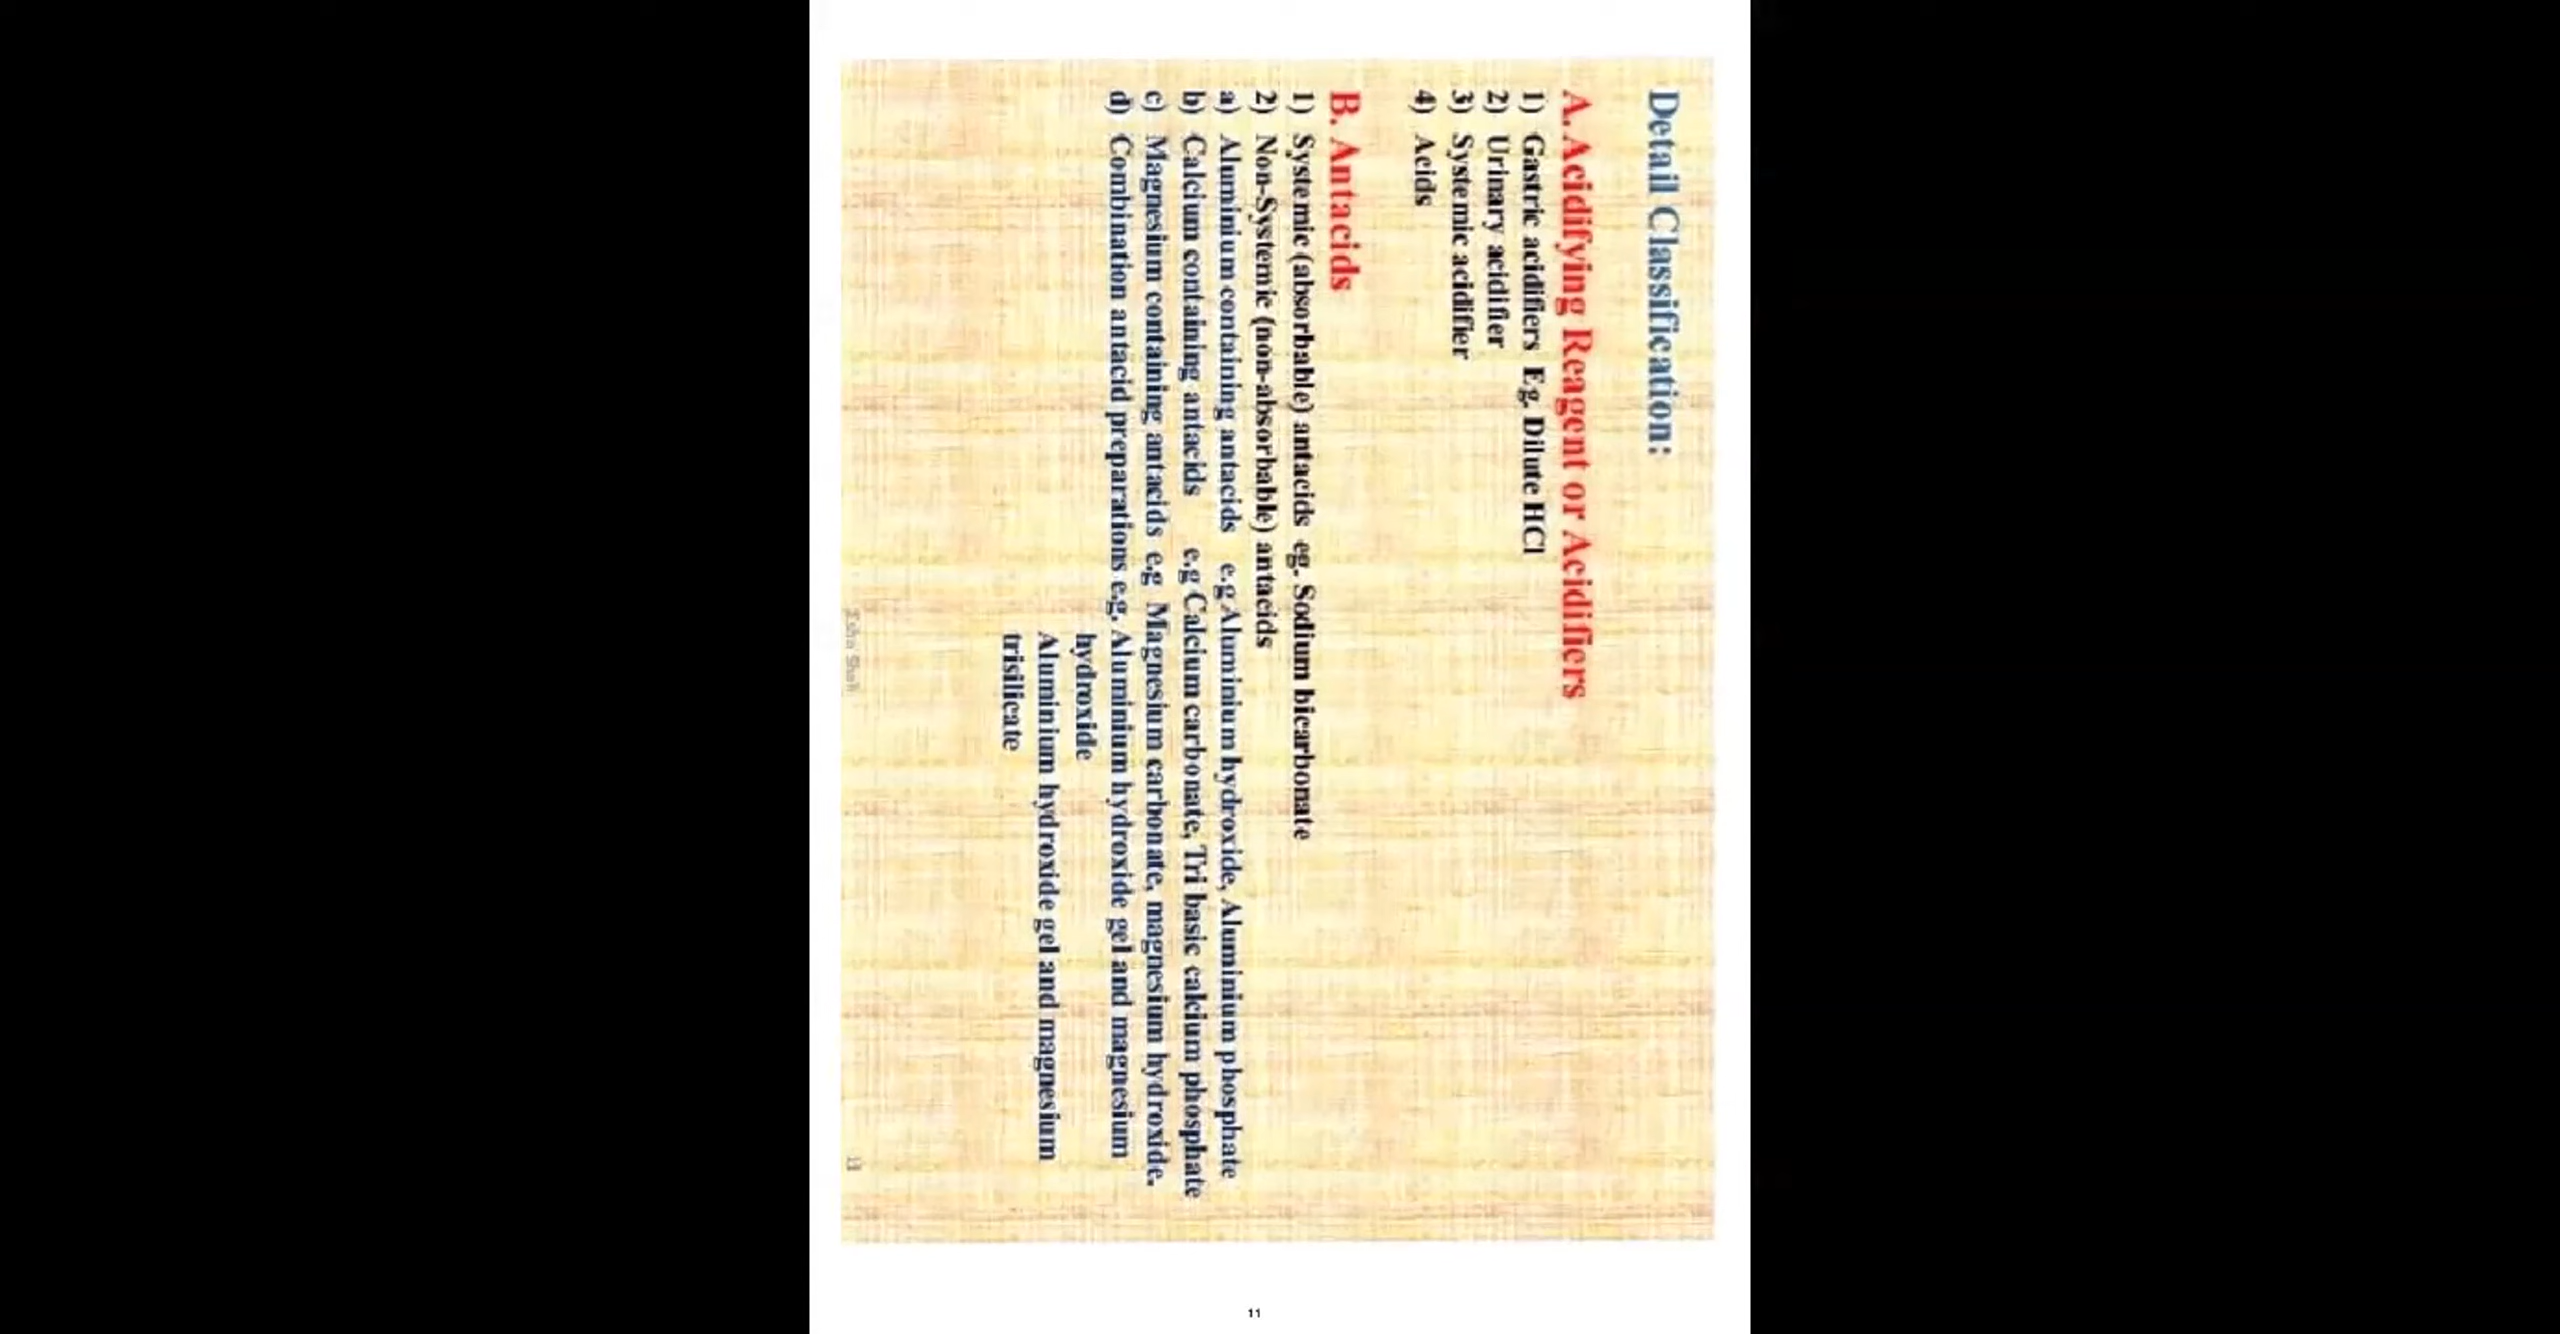 Detail Classification:
A. Acidifying Reagent or Acidifiers
1) Gastric acidifiers Eg. Dilute HCl
2) Urinary acidifier
3) Systemic acidifier
4) Acids
B. Antacids
1) Systemic (absorbable) antacids eg. Sodium bicarbonate
2) Non-Systemic (non-absorbable) antacids
a) Aluminium containing antacids e.g Aluminium hydroxide, Aluminium phosphate
b) Calcium containing antacids e.g Calcium carbonate, Tri basic calcium phosphate
c) Magnesium containing antacids e.g Magnesium carbonate, magnesium hydroxide.
d) Combination antacid preparations e.g. Aluminium hydroxide gel and magnesium
hydroxide
Aluminium hydroxide gel and magnesium
trisilicate
Isha Shah
11
11